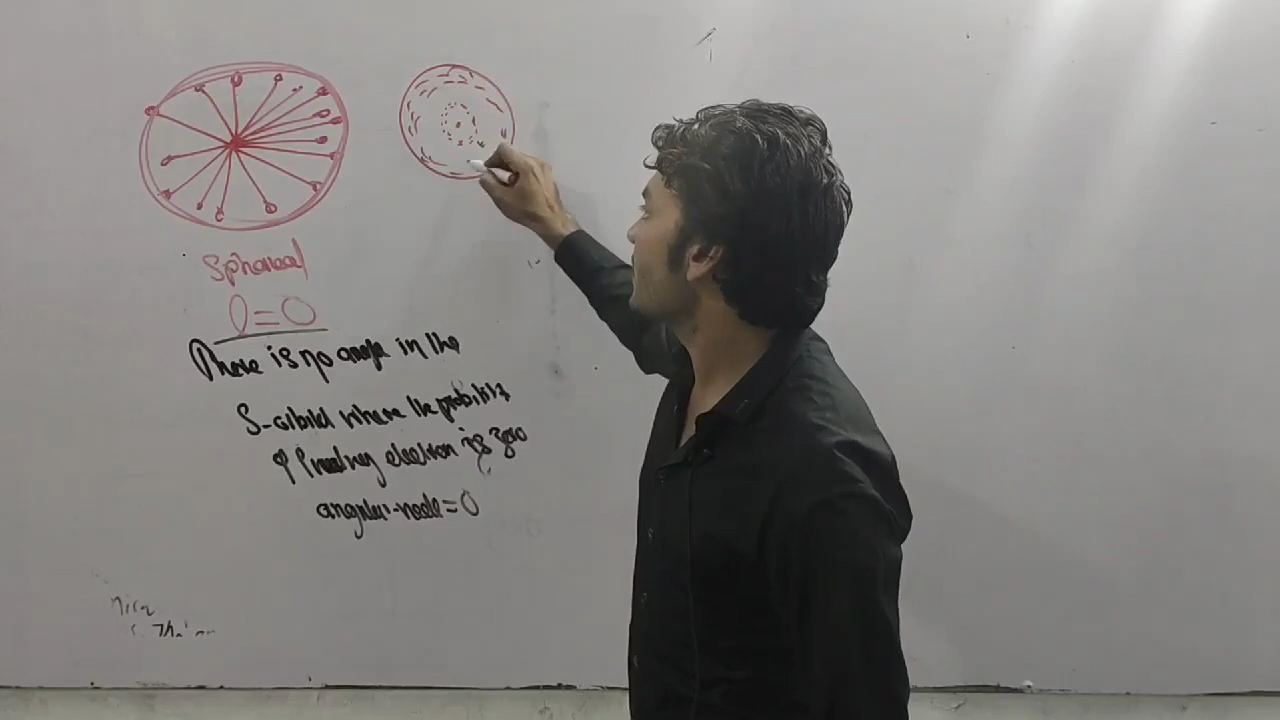 Spherical
l=0
There is no angle in the
S-orbital where the probability
of finding electron is zero
angular-node=0